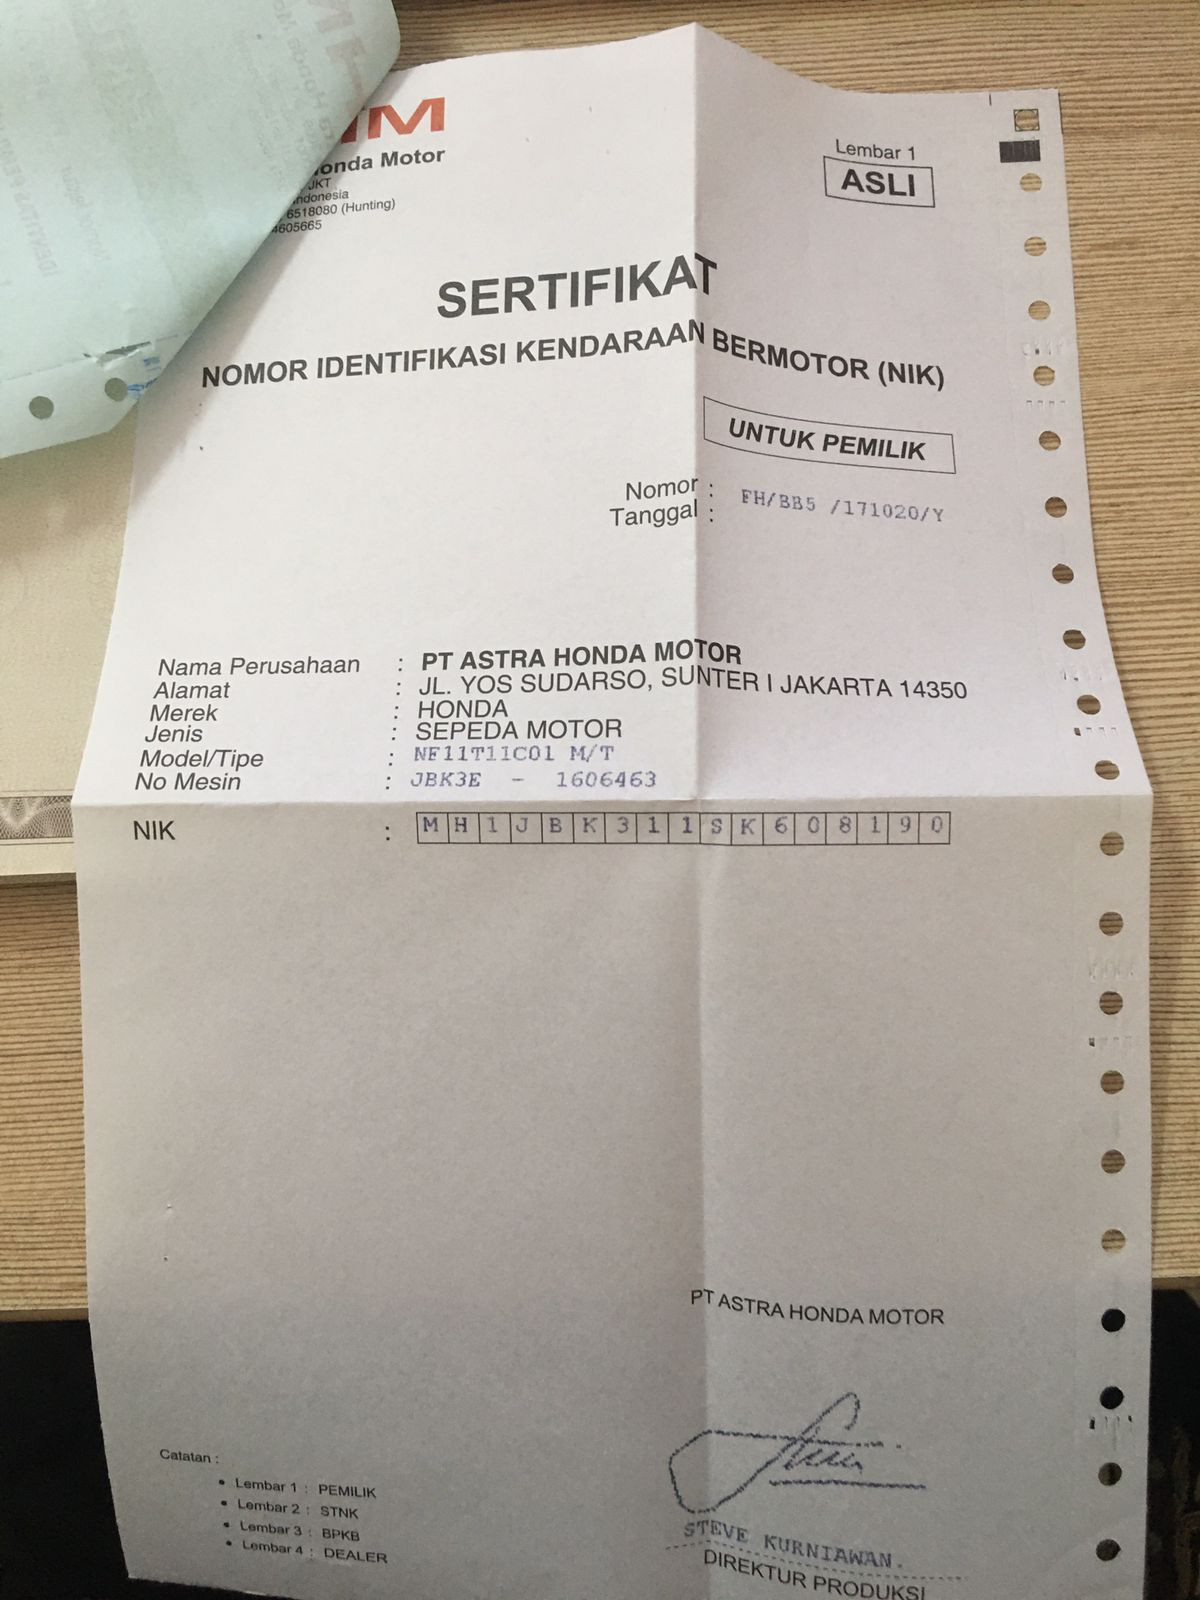 HM
onda Motor
JKT
ndonesia
6518080 (Hunting)
4605665
Lembar 1
ASLI
SERTIFIKAT
NOMOR IDENTIFIKASI KENDARAAN BERMOTOR (NIK)
UNTUK PEMILIK
Nomor : FH/BB5 /171020/Y
Tanggal :
Nama Perusahaan : PT ASTRA HONDA MOTOR
Alamat : JL. YOS SUDARSO, SUNTER I JAKARTA 14350
Merek : HONDA
Jenis : SEPEDA MOTOR
Model/Tipe : NF11T11C01 M/T
No Mesin : JBK3E - 1606463
NIK : MH1JBK311SK608190
PT ASTRA HONDA MOTOR
STEVE KURNIAWAN.
DIREKTUR PRODUKSI
Catatan :
• Lembar 1 : PEMILIK
• Lembar 2 : STNK
• Lembar 3 : BPKB
• Lembar 4 : DEALER